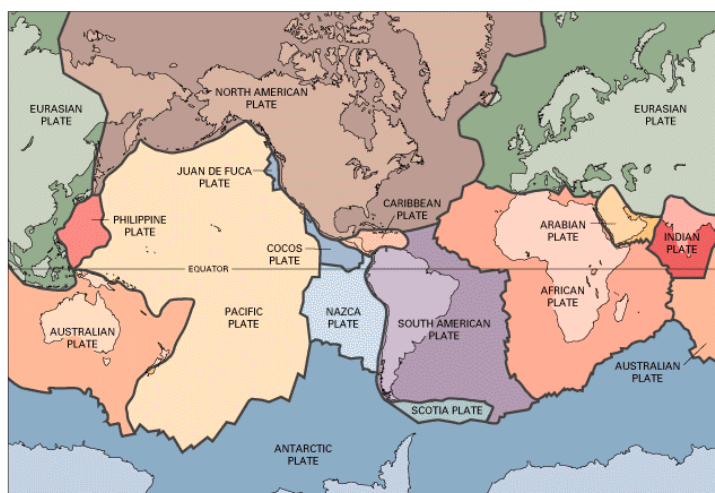 NORTH AMERICAN
PLATE
EURASIAN
PLATE
EURASIAN
PLATE
JUAN DE FUCA
PLATE
CARIBBEAN
PLATE
PHILIPPINE
PLATE
ARABIAN
PLATE
INDIAN
PLATE
COCOS
PLATE
EQUATOR
AFRICAN
PLATE
PACIFIC
PLATE
NAZCA
PLATE
SOUTH AMERICAN
PLATE
AUSTRALIAN
PLATE
AUSTRALIAN
PLATE
SCOTIA PLATE
ANTARCTIC
PLATE